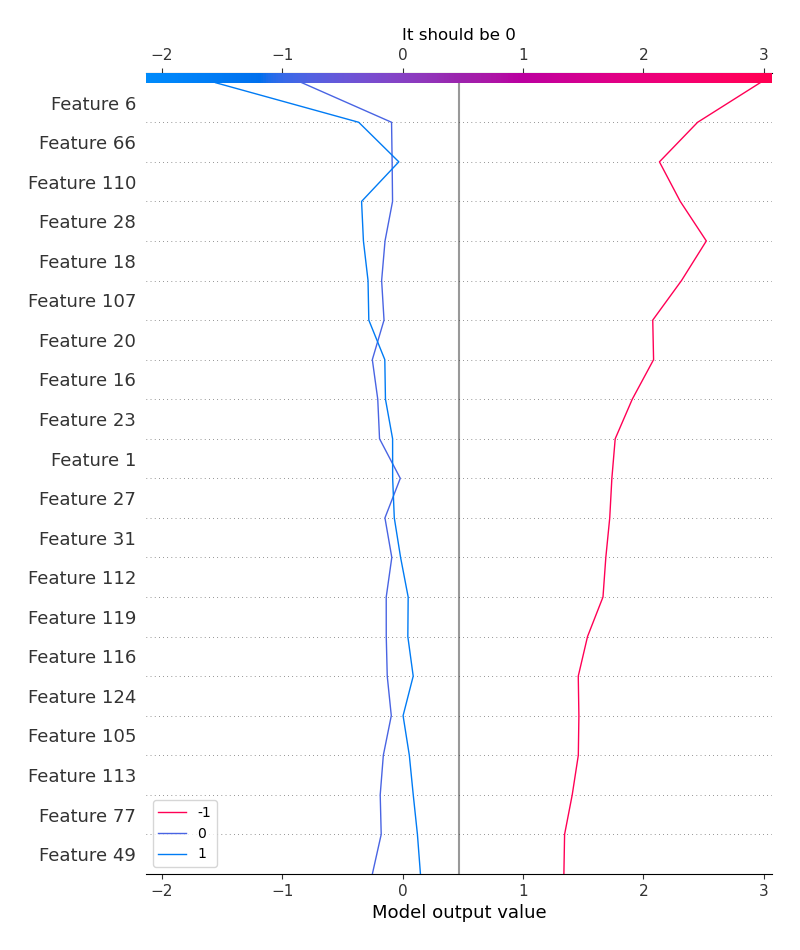 It should be 0
−2 −1 0 1 2 3
Feature 6
Feature 66
Feature 110
Feature 28
Feature 18
Feature 107
Feature 20
Feature 16
Feature 23
Feature 1
Feature 27
Feature 31
Feature 112
Feature 119
Feature 116
Feature 124
Feature 105
Feature 113
Feature 77
Feature 49
-1
0
1
−2 −1 0 1 2 3
Model output value